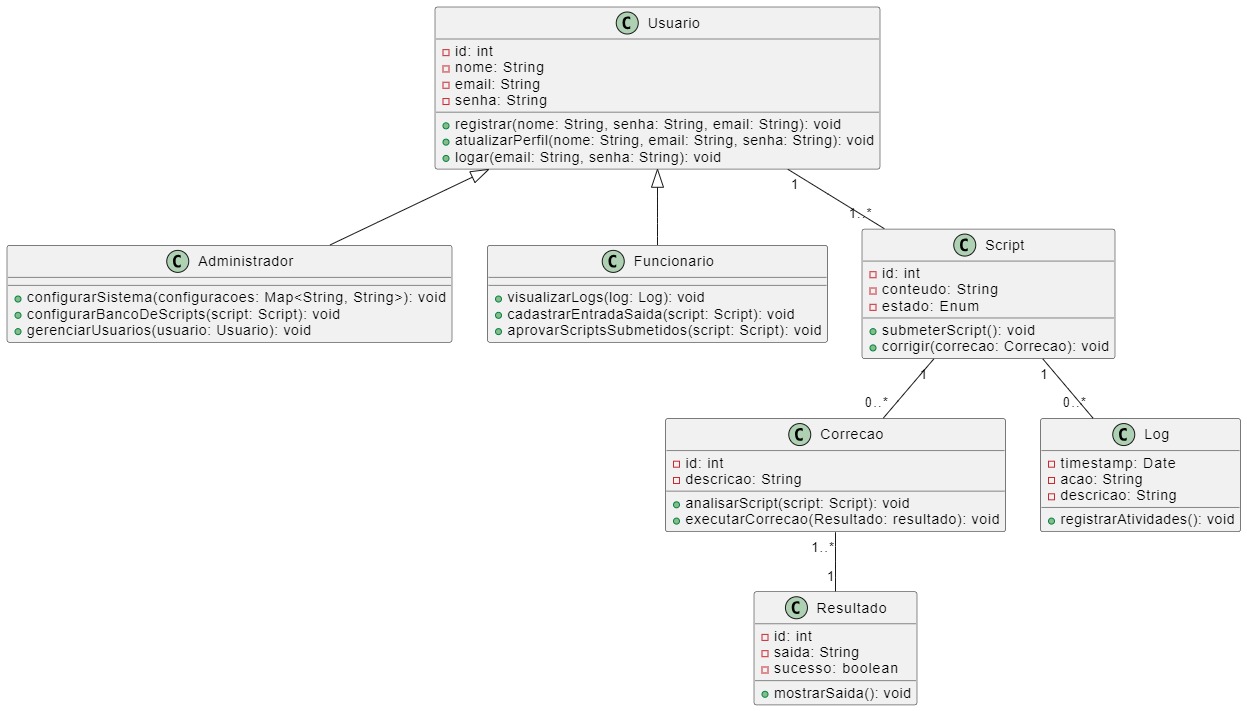 C Usuario
id: int
nome: String
email: String
senha: String
registrar(nome: String, senha: String, email: String): void
atualizarPerfil(nome: String, email: String, senha: String): void
logar(email: String, senha: String): void
1
1..*
C Administrador
configurarSistema(configuracoes: Map<String, String>): void
configurarBancoDeScripts(script: Script): void
gerenciarUsuarios(usuario: Usuario): void
C Funcionario
visualizarLogs(log: Log): void
cadastrarEntradaSaida(script: Script): void
aprovarScriptsSubmetidos(script: Script): void
C Script
id: int
conteudo: String
estado: Enum
submeterScript(): void
corrigir(correcao: Correcao): void
1
0..*
1
0..*
C Correcao
id: int
descricao: String
analisarScript(script: Script): void
executarCorrecao(Resultado: resultado): void
C Log
timestamp: Date
acao: String
descricao: String
registrarAtividades(): void
1..*
1
C Resultado
id: int
saida: String
sucesso: boolean
mostrarSaida(): void